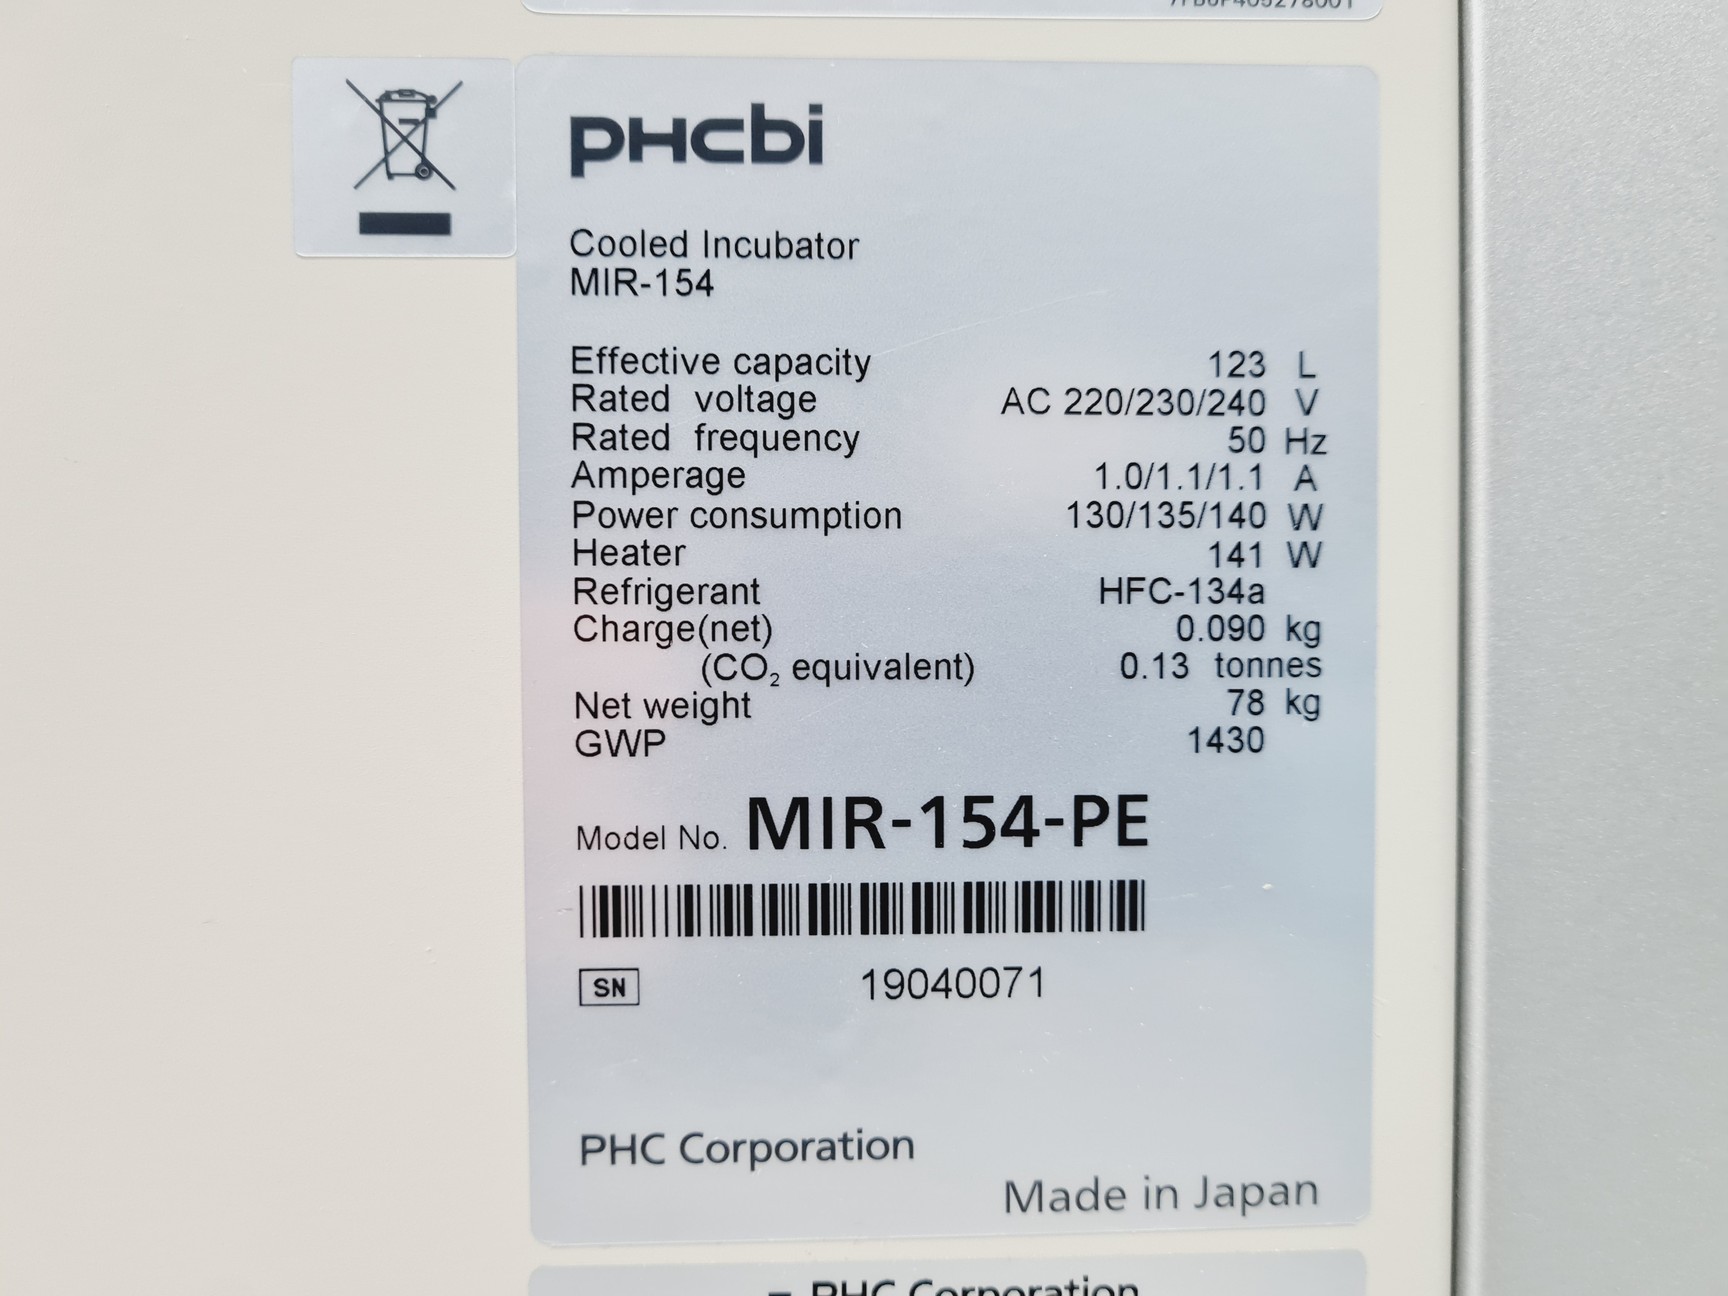 PHCbi
Cooled Incubator
MIR-154
Effective capacity 123 L
Rated voltage AC 220/230/240 V
Rated frequency 50 Hz
Amperage 1.0/1.1/1.1 A
Power consumption 130/135/140 W
Heater 141 W
Refrigerant HFC-134a
Charge(net) 0.090 kg
(CO₂ equivalent) 0.13 tonnes
Net weight 78 kg
GWP 1430
Model No. MIR-154-PE
SN 19040071
PHC Corporation
Made in Japan
PHC Corporation